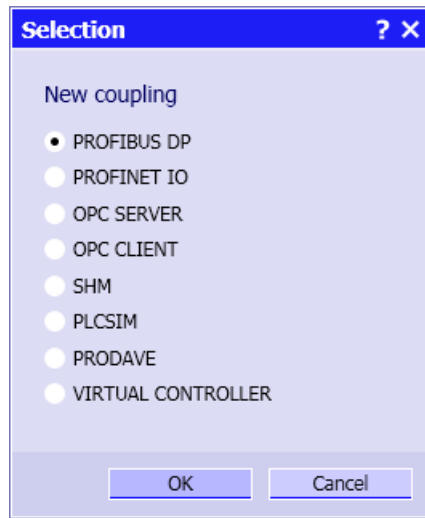 Selection ? ×
New coupling
PROFIBUS DP
PROFINET IO
OPC SERVER
OPC CLIENT
SHM
PLCSIM
PRODAVE
VIRTUAL CONTROLLER
OK Cancel